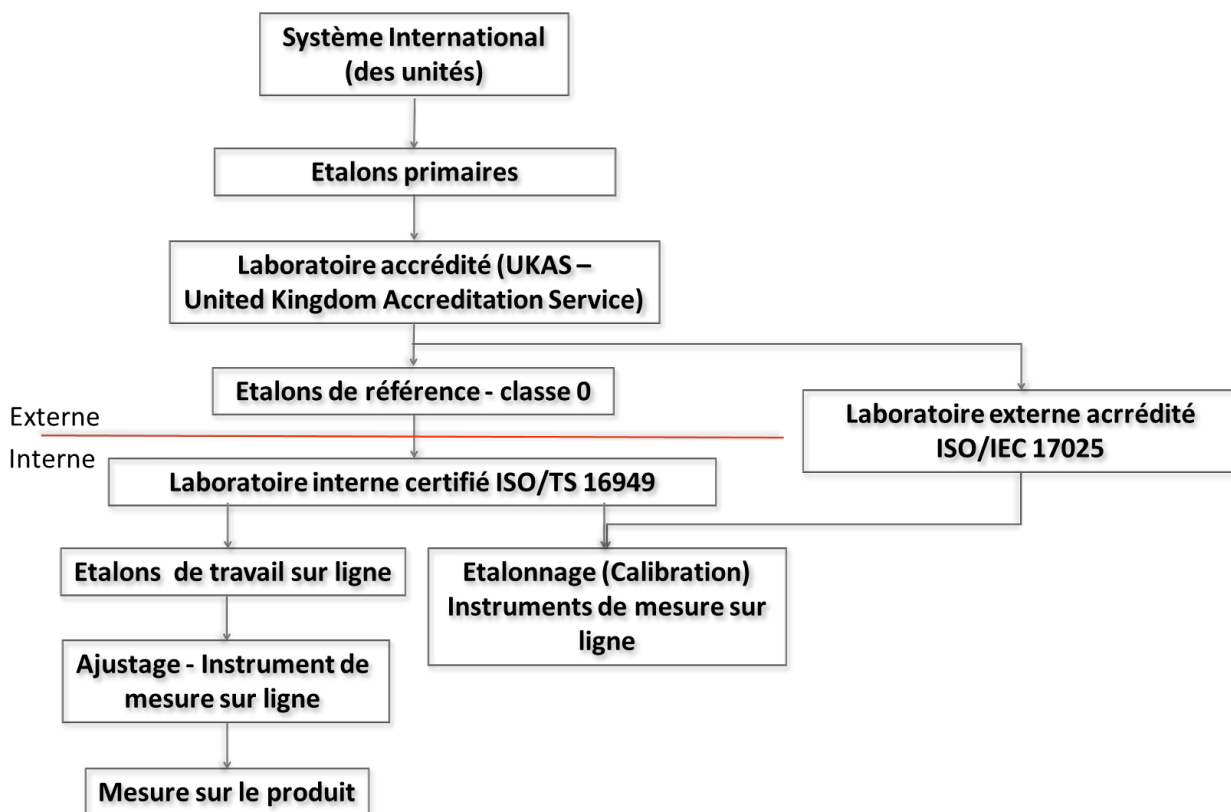 Système International
(des unités)
Etalons primaires
Laboratoire accrédité (UKAS –
United Kingdom Accreditation Service)
Etalons de référence - classe 0
Laboratoire externe acrrédité
ISO/IEC 17025
Externe
Interne
Laboratoire interne certifié ISO/TS 16949
Etalons de travail sur ligne
Etalonnage (Calibration)
Instruments de mesure sur
ligne
Ajustage - Instrument de
mesure sur ligne
Mesure sur le produit